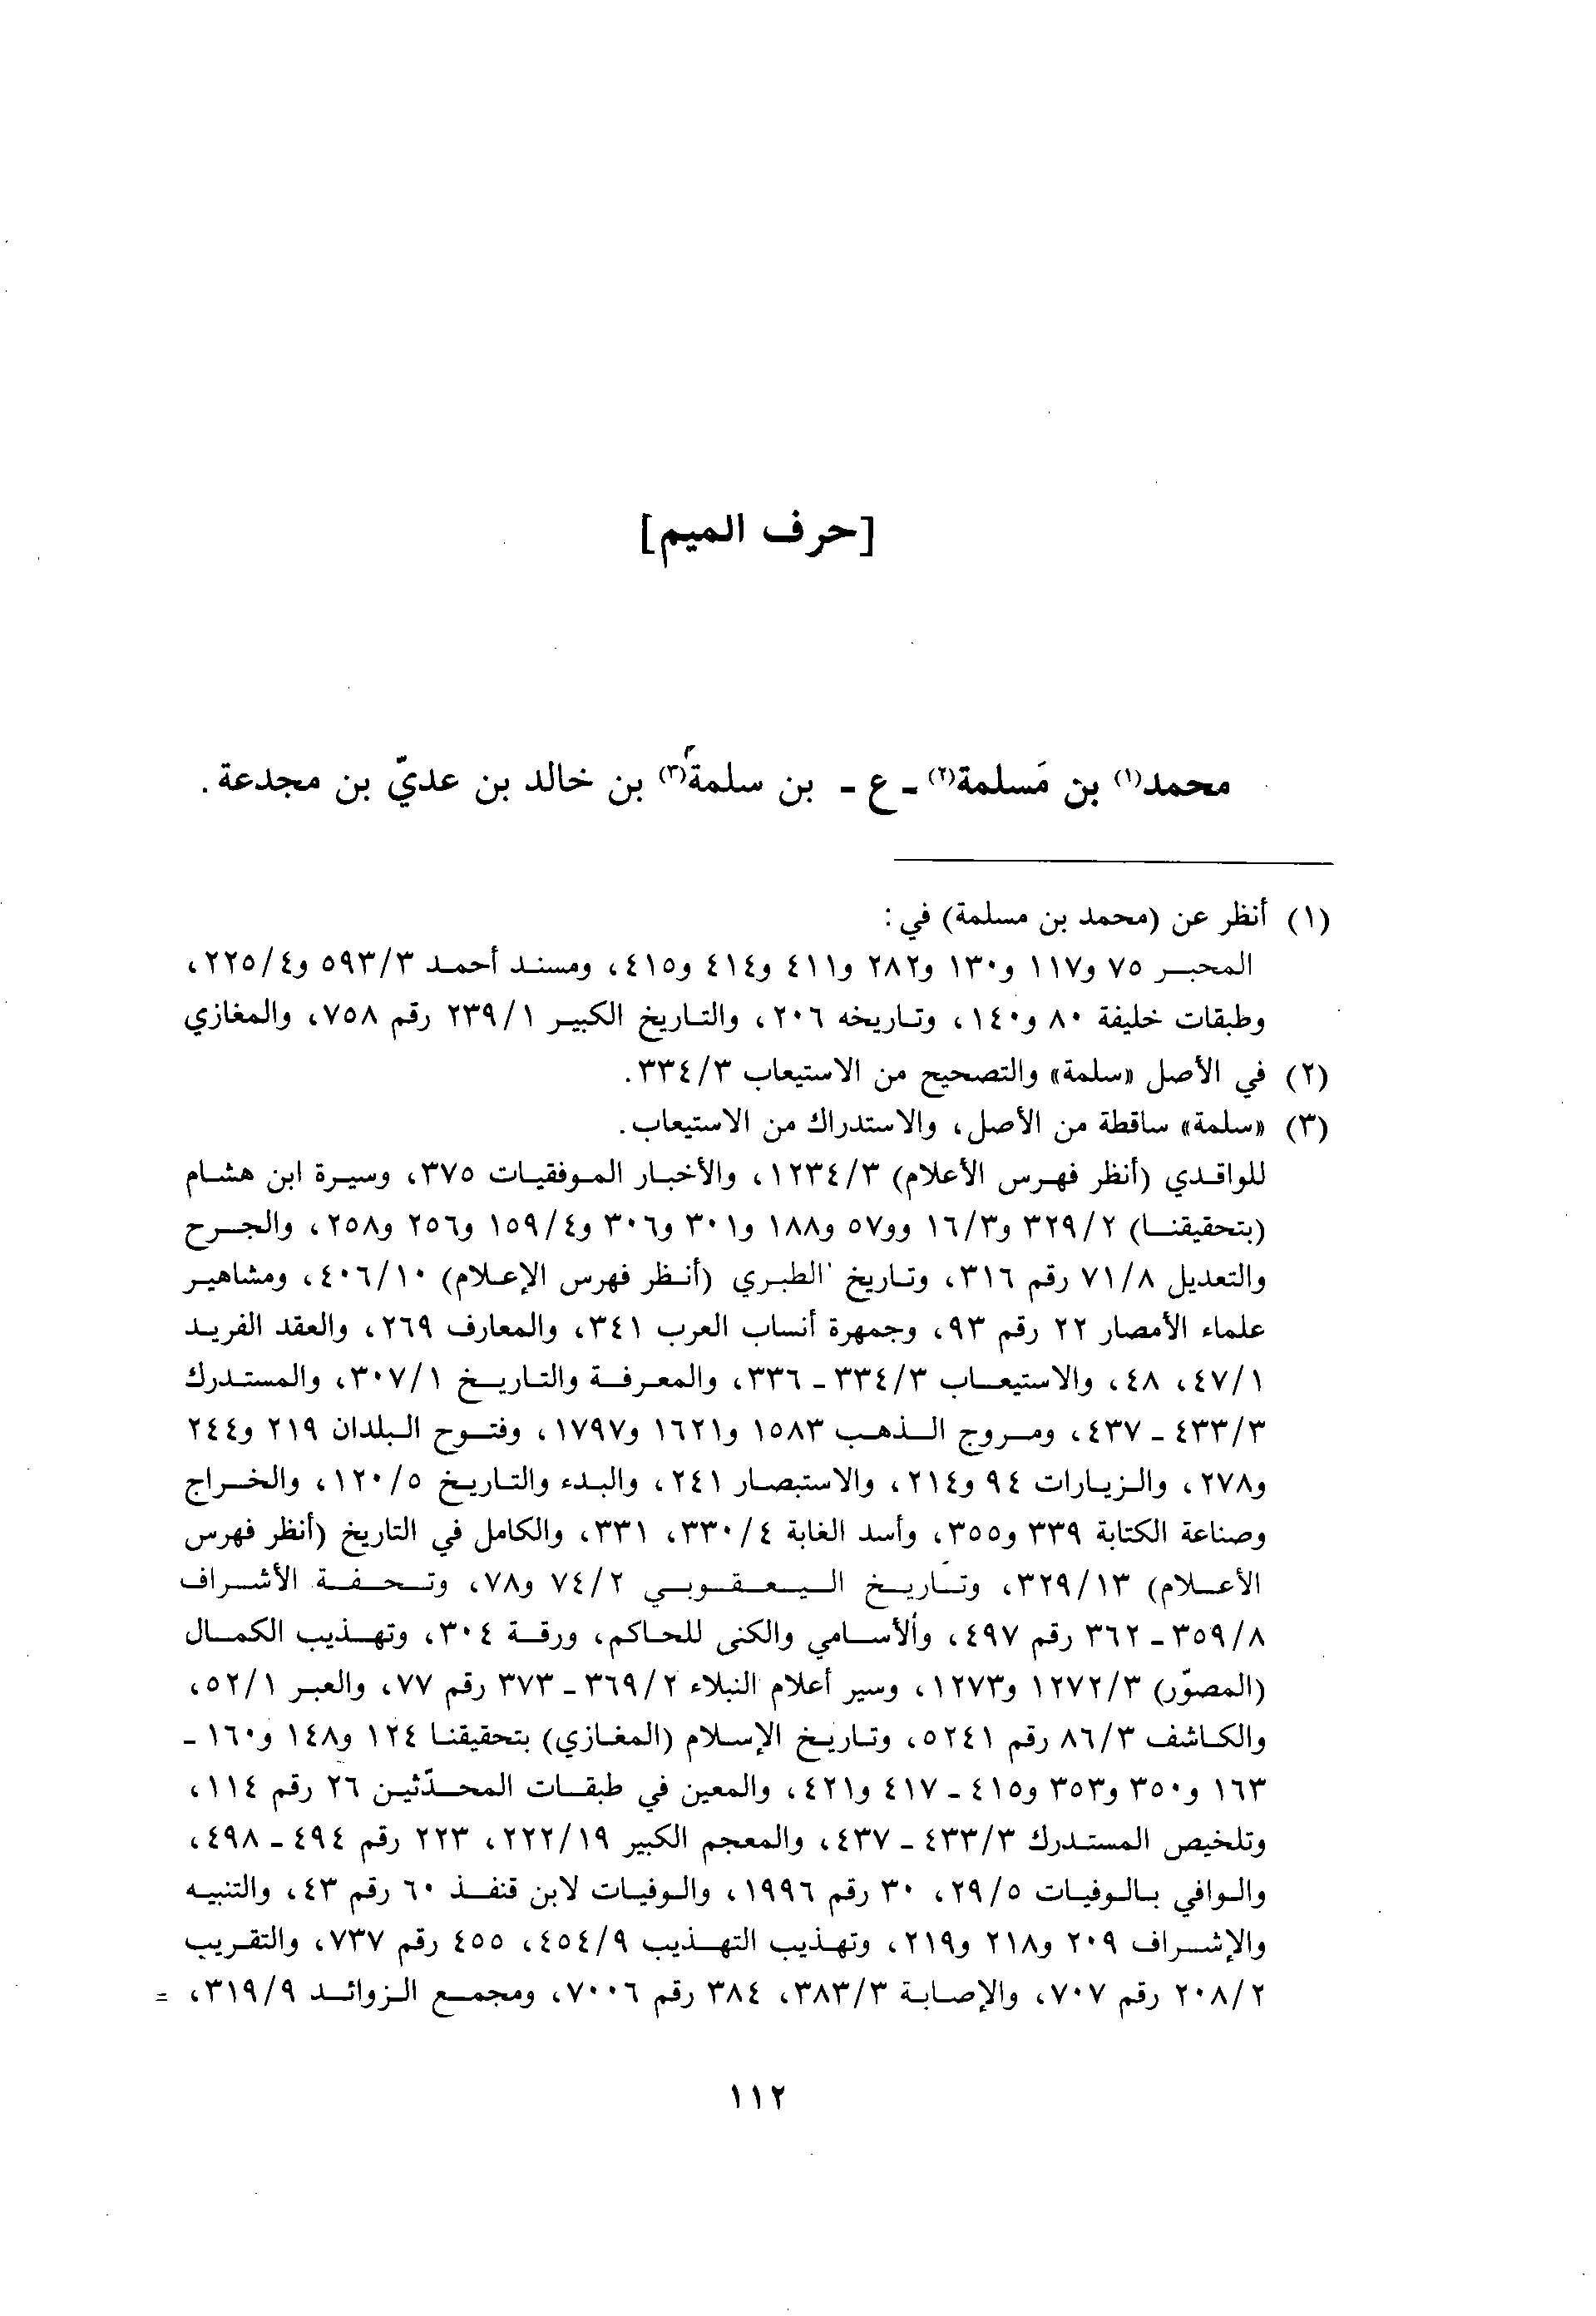 [حرف الميم]
محمد(١) بن مَسلمة(٢) ـ ع ـ بن سلمة(٣) بن خالد بن عديّ بن مجدعة.
(١) أنظر عن (محمد بن مسلمة) في:
المحبر ٧٥ و١١٧ و١٣٠ و٢٨٢ و٤١١ و٤١٤ و٤١٥، ومسند أحمد ٥٩٣/٣ و٢٢٥/٤،
وطبقات خليفة ٨٠ و١٤٠، وتاريخه ٢٠٦، والتاريخ الكبير ٢٣٩/١ رقم ٧٥٨، والمغازي
(٢) في الأصل «سلمة» والتصحيح من الاستيعاب ٣٣٤/٣.
(٣) «سلمة» ساقطة من الأصل، والاستدراك من الاستيعاب.
للواقدي (أنظر فهرس الأعلام) ١٢٣٤/٣، والأخبار الموفقيات ٣٧٥، وسيرة ابن هشام
(بتحقيقنا) ٣٢٩/٢ و١٦/٣ وو٥٧ و١٨٨ و٣٠١ و٣٠٦ و١٥٩/٤ و٢٥٦ و٢٥٨، والجرح
والتعديل ٧١/٨ رقم ٣١٦، وتاريخ الطبري (أنظر فهرس الإعلام) ٤٠٦/١٠، ومشاهير
علماء الأمصار ٢٢ رقم ٩٣، وجمهرة أنساب العرب ٣٤١، والمعارف ٢٦٩، والعقد الفريد
٤٧/١، ٤٨، والاستيعاب ٣٣٤/٣ ـ ٣٣٦، والمعرفة والتاريخ ٣٠٧/١، والمستدرك
٤٣٣/٣ ـ ٤٣٧، ومروج الذهب ١٥٨٣ و١٦٢١ و١٧٩٧، وفتوح البلدان ٢١٩ و٢٤٤
و٢٧٨، والزيارات ٩٤ و٢١٤، والاستبصار ٢٤١، والبدء والتاريخ ١٢٠/٥، والخراج
وصناعة الكتابة ٣٣٩ و٣٥٥، وأسد الغابة ٣٣٠/٤، ٣٣١، والكامل في التاريخ (أنظر فهرس
الأعلام) ٣٢٩/١٣، وتاريخ اليعقوبي ٧٤/٢ و٧٨، وتحفة الأشراف
٣٥٩/٨ ـ ٣٦٢ رقم ٤٩٧، والأسامي والكنى للحاكم، ورقة ٣٠٤، وتهذيب الكمال
(المصوّر) ١٢٧٢/٣ و١٢٧٣، وسير أعلام النبلاء ٣٦٩/٢ ـ ٣٧٣ رقم ٧٧، والعبر ٥٢/١،
والكاشف ٨٦/٣ رقم ٥٢٤١، وتاريخ الإسلام (المغازي) بتحقيقنا ١٢٤ و١٤٨ و١٦٠ ـ
١٦٣ و٣٥٠ و٣٥٣ و٤١٥ ـ ٤١٧ و٤٢١، والمعين في طبقات المحدّثين ٢٦ رقم ١١٤،
وتلخيص المستدرك ٤٣٣/٣ ـ ٤٣٧، والمعجم الكبير ٢٢٢/١٩، ٢٢٣ رقم ٤٩٤ ـ ٤٩٨،
والوافي بالوفيات ٢٩/٥، ٣٠ رقم ١٩٩٦، والوفيات لابن قنفذ ٦٠ رقم ٤٣، والتنبيه
والإشراف ٢٠٩ و٢١٨ و٢١٩، وتهذيب التهذيب ٤٥٤/٩، ٤٥٥ رقم ٧٣٧، والتقريب
٢٠٨/٢ رقم ٧٠٧، والإصابة ٣٨٣/٣، ٣٨٤ رقم ٧٠٠٦، ومجمع الزوائد ٣١٩/٩، =
١١٢